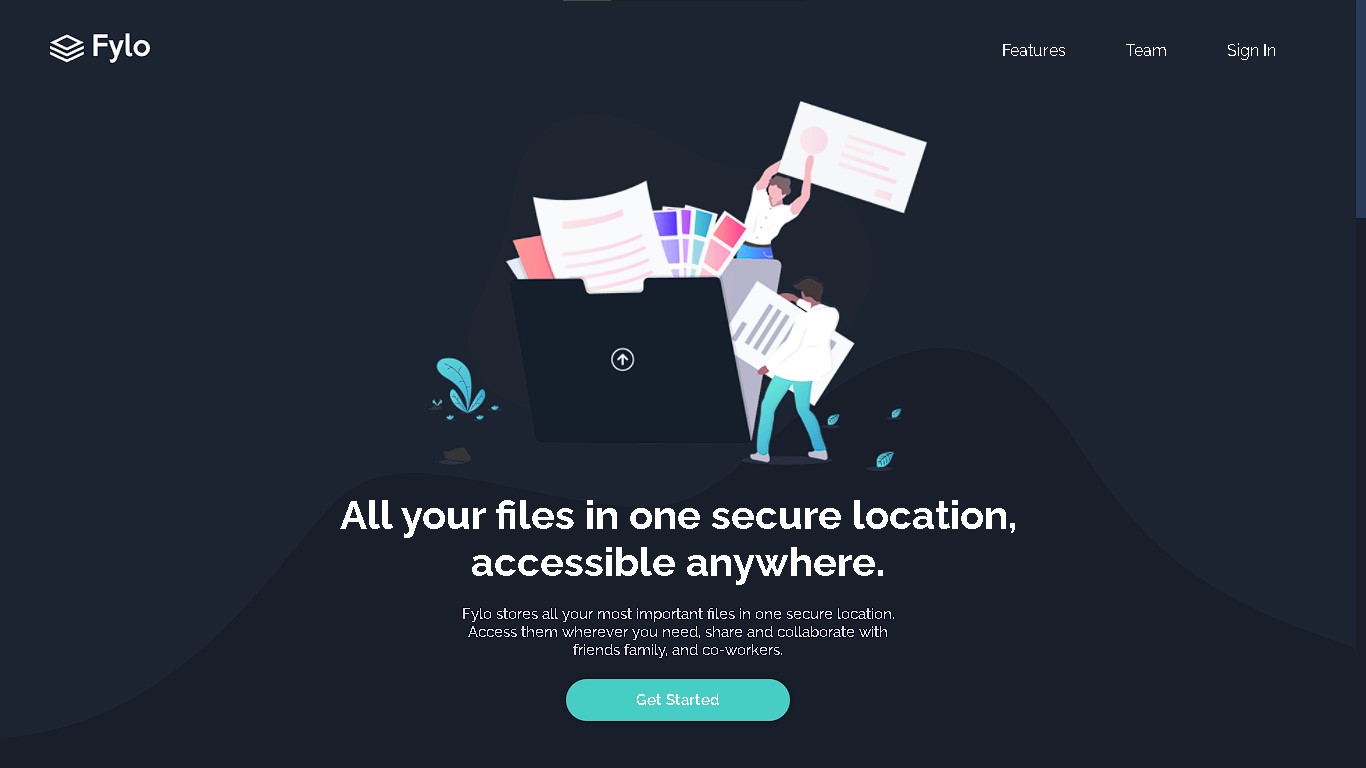 Fylo
Features
Team
Sign In
All your files in one secure location,
accessible anywhere.
Fylo stores all your most important files in one secure location.
Access them wherever you need, share and collaborate with
friends family, and co-workers.
Get Started